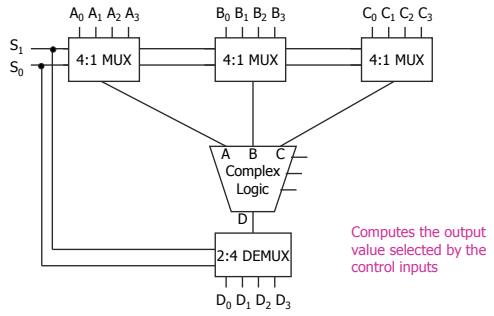 A₀ A₁ A₂ A₃ B₀ B₁ B₂ B₃ C₀ C₁ C₂ C₃
S₁
4:1 MUX 4:1 MUX 4:1 MUX
S₀
A B C
Complex
Logic
D
Computes the output
value selected by the
control inputs
2:4 DEMUX
D₀ D₁ D₂ D₃